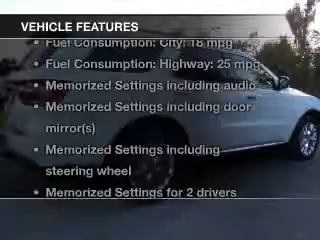 VEHICLE FEATURES
• Fuel Consumption: City: 18 mpg
• Fuel Consumption: Highway: 25 mpg
• Memorized Settings including audio
• Memorized Settings including door
mirror(s)
• Memorized Settings including
steering wheel
• Memorized Settings for 2 drivers